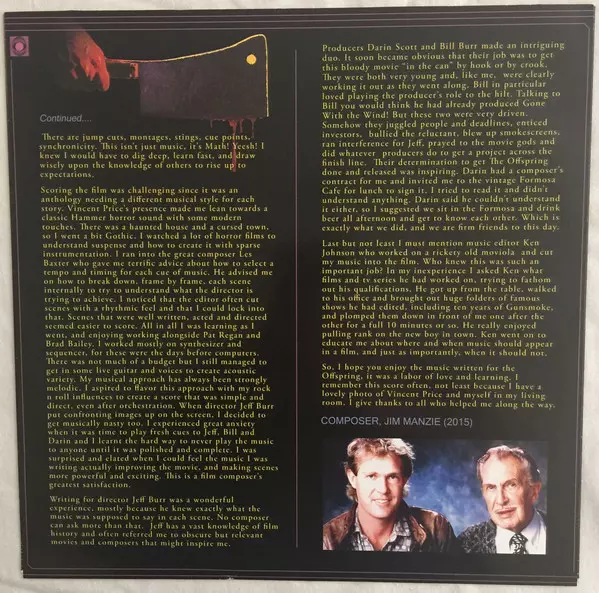 Continued....
There are jump cuts, montages, stings, cue points,
synchronicity. This isn't just music, it's Math! Yeesh! I
knew I would have to dig deep, learn fast, and draw
wisely upon the knowledge of others to rise up to
expectations.
Scoring the film was challenging since it was an
anthology needing a different musical style for each
story. Vincent Price's presence made me lean towards a
classic Hammer horror sound with some modern
touches. There was a haunted house and a cursed town,
so I went a bit Gothic. I watched a lot of horror films to
understand suspense and how to create it with sparse
instrumentation. I ran into the great composer Les
Baxter who gave me terrific advice about how to select a
tempo and timing for each cue of music. He advised me
on how to break down, frame by frame, each scene
internally to try to understand what the director is
trying to achieve. I noticed that the editor often cut
scenes with a rhythmic feel and that I could lock into
that. Scenes that were well written, acted and directed
seemed easier to score. All in all I was learning as I
went, and enjoying working alongside Pat Regan and
Brad Bailey. I worked mostly on synthesizer and
sequencer, for these were the days before computers.
There was not much of a budget but I still managed to
get in some live guitar and voices to create acoustic
variety. My musical approach has always been strongly
melodic. I aspired to flavor this approach with my rock
n roll influences to create a score that was simple and
direct, even after orchestration. When director Jeff Burr
put confronting images up on the screen, I decided to
get musically nasty too. I experienced great anxiety
when it was time to play fresh cues to Jeff, Bill and
Darin and I learnt the hard way to never play the music
to anyone until it was polished and complete. I was
surprised and elated when I could feel the music I was
writing actually improving the movie, and making scenes
more powerful and exciting. This is a film composer's
greatest satisfaction.
Writing for director Jeff Burr was a wonderful
experience, mostly because he knew exactly what the
music was supposed to say in each scene. No composer
can ask more than that. Jeff has a vast knowledge of film
history and often referred me to obscure but relevant
movies and composers that might inspire me.
Producers Darin Scott and Bill Burr made an intriguing
duo. It soon became obvious that their job was to get
this bloody movie "in the can" by hook or by crook.
They were both very young and, like me, were clearly
working it out as they went along. Bill in particular
loved playing the producer's role to the hilt. Talking to
Bill you would think he had already produced Gone
With the Wind! But these two were very driven.
Somehow they juggled people and deadlines, enticed
investors, bullied the reluctant, blew up smokescreens,
ran interference for Jeff, prayed to the movie gods and
did whatever producers do to get a project across the
finish line. Their determination to get The Offspring
done and released was inspiring. Darin had a composer's
contract for me and invited me to the vintage Formosa
Cafe for lunch to sign it. I tried to read it and didn't
understand anything. Darin said he couldn't understand
it either, so I suggested we sit in the Formosa and drink
beer all afternoon and get to know each other. Which is
exactly what we did, and we are firm friends to this day.
Last but not least I must mention music editor Ken
Johnson who worked on a rickety old moviola and cut
my music into the film. Who knew this was such an
important job? In my inexperience I asked Ken what
films and tv series he had worked on, trying to fathom
out his qualifications. He got up from the table, walked
to his office and brought out huge folders of famous
shows he had edited, including ten years of Gunsmoke,
and plomped them down in front of me one after the
other for a full 10 minutes or so. He really enjoyed
pulling rank on the new boy in town. Ken went on to
educate me about where and when music should appear
in a film, and just as importantly, when it should not.
So, I hope you enjoy the music written for the
Offspring, it was a labor of love and learning. I
remember this score often, not least because I have a
lovely photo of Vincent Price and myself in my living
room. I give thanks to all who helped me along the way.
COMPOSER, JIM MANZIE (2015)